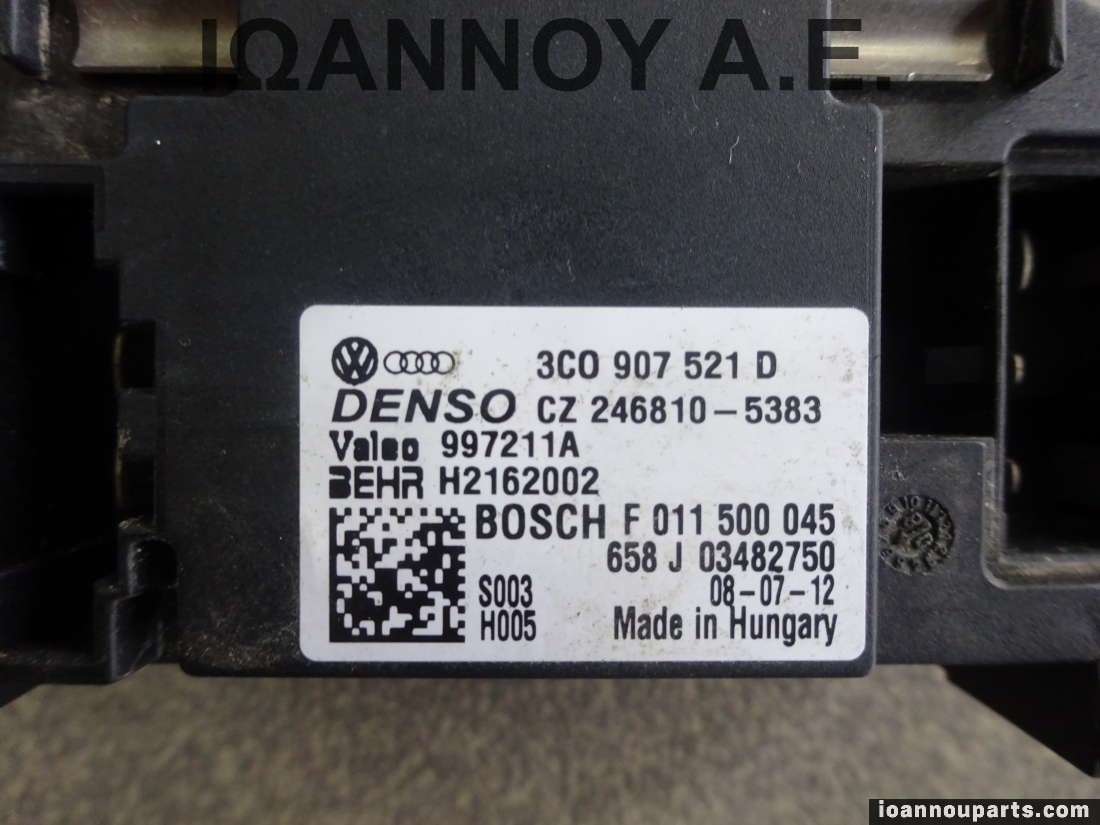 ΙΩΑΝΝΟΥ Α.Ε.
3C0 907 521 D
DENSO CZ 246810-5383
Valeo 997211A
BEHR H2162002
BOSCH F 011 500 045
658 J 03482750
S003 08-07-12
H005 Made in Hungary
ioannouparts.com